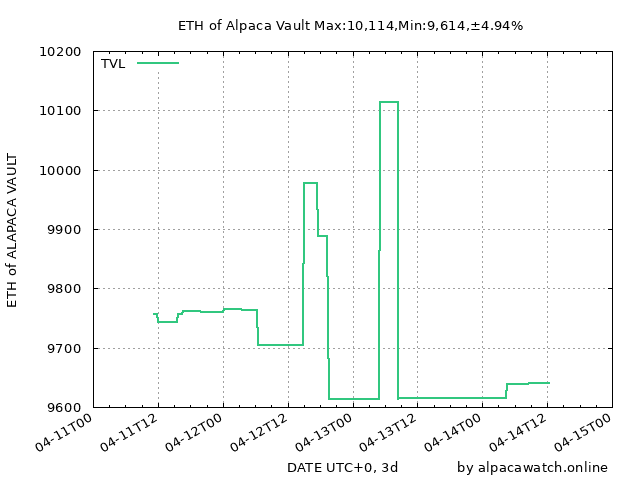 ETH of Alpaca Vault Max:10,114,Min:9,614,±4.94%
TVL
10200
10100
10000
9900
9800
9700
9600
ETH of ALAPACA VAULT
04-11T00
04-11T12
04-12T00
04-12T12
04-13T00
04-13T12
04-14T00
04-14T12
04-15T00
DATE UTC+0, 3d
by alpacawatch.online